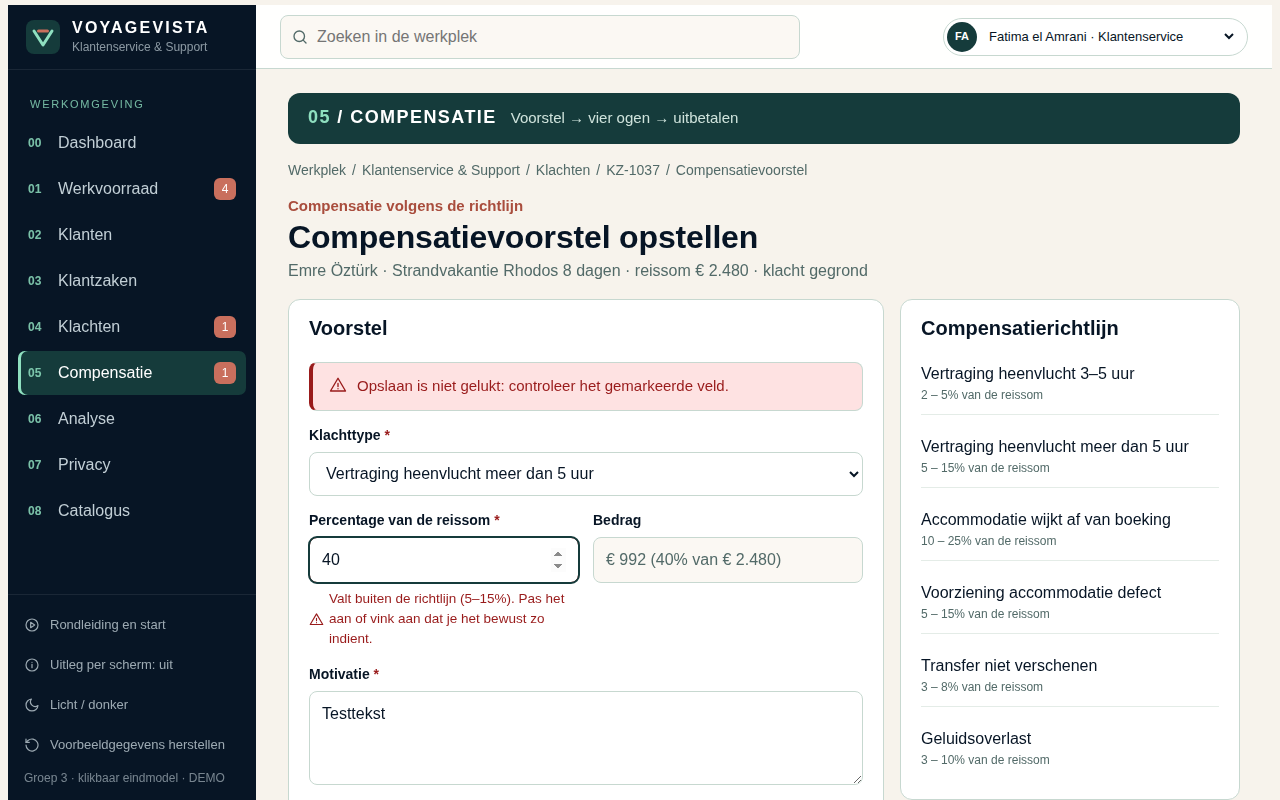 VOYAGEVISTA
Klantenservice & Support
WERKOMGEVING
00 Dashboard
01 Werkvoorraad 4
02 Klanten
03 Klantzaken
04 Klachten 1
05 Compensatie 1
06 Analyse
07 Privacy
08 Catalogus
Rondleiding en start
Uitleg per scherm: uit
Licht / donker
Voorbeeldgegevens herstellen
Groep 3 · klikbaar eindmodel · DEMO
Zoeken in de werkplek
FA Fatima el Amrani · Klantenservice
05 / COMPENSATIE Voorstel → vier ogen → uitbetalen
Werkplek / Klantenservice & Support / Klachten / KZ-1037 / Compensatievoorstel
Compensatie volgens de richtlijn
Compensatievoorstel opstellen
Emre Öztürk · Strandvakantie Rhodos 8 dagen · reissom € 2.480 · klacht gegrond
Voorstel
Opslaan is niet gelukt: controleer het gemarkeerde veld.
Klachttype *
Vertraging heenvlucht meer dan 5 uur
Percentage van de reissom * Bedrag
40 € 992 (40% van € 2.480)
Valt buiten de richtlijn (5–15%). Pas het
aan of vink aan dat je het bewust zo
indient.
Motivatie *
Testtekst
Compensatierichtlijn
Vertraging heenvlucht 3–5 uur
2 – 5% van de reissom
Vertraging heenvlucht meer dan 5 uur
5 – 15% van de reissom
Accommodatie wijkt af van boeking
10 – 25% van de reissom
Voorziening accommodatie defect
5 – 15% van de reissom
Transfer niet verschenen
3 – 8% van de reissom
Geluidsoverlast
3 – 10% van de reissom